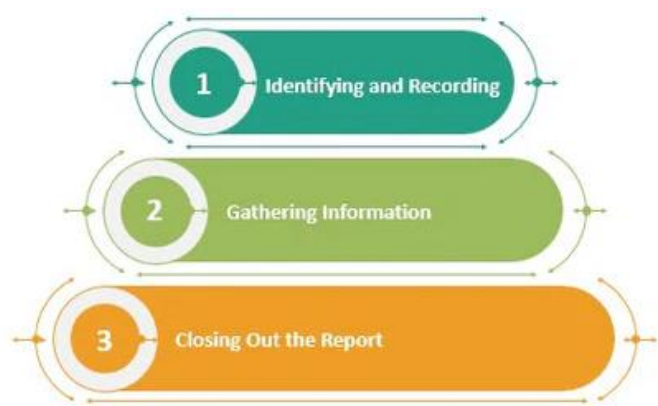 1
Identifying and Recording
2
Gathering Information
3
Closing Out the Report